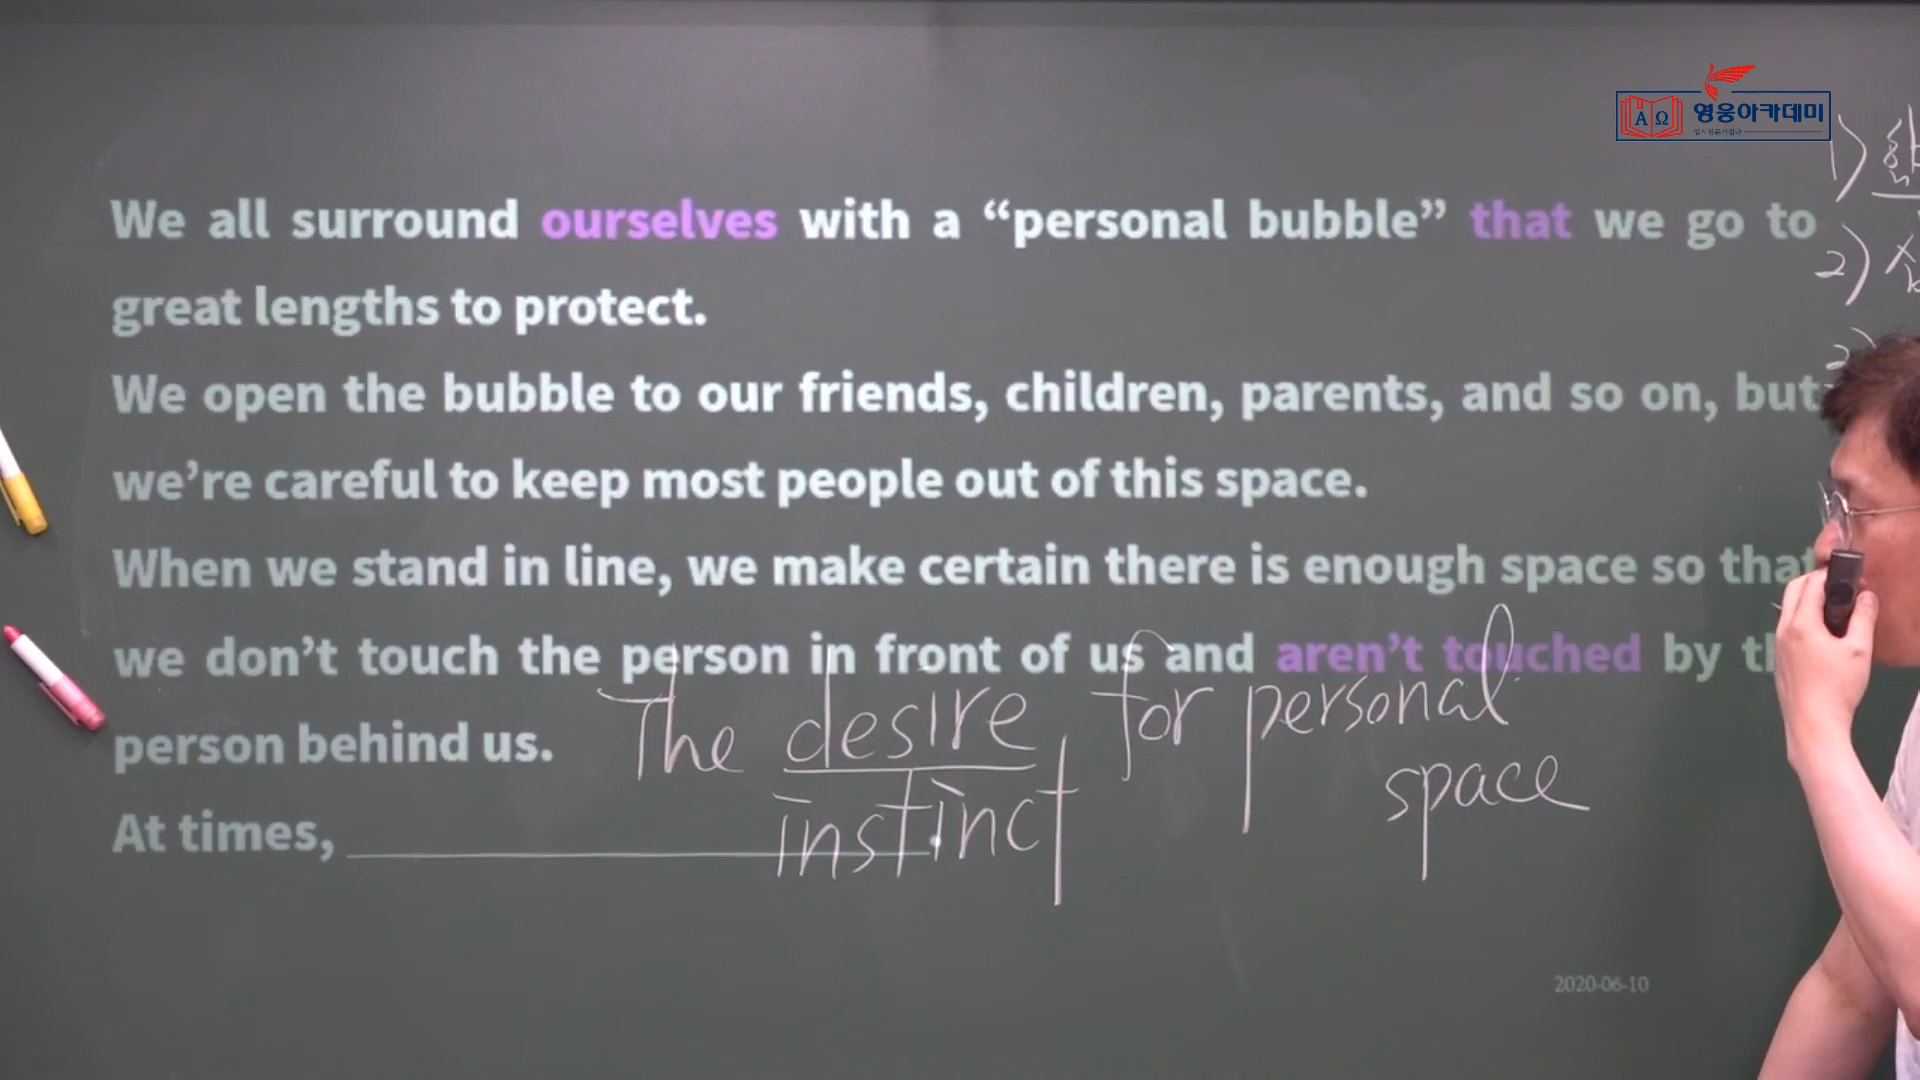 영웅아카데미
We all surround ourselves with a “personal bubble” that we go to
great lengths to protect.
We open the bubble to our friends, children, parents, and so on, but
we’re careful to keep most people out of this space.
When we stand in line, we make certain there is enough space so that
we don’t touch the person in front of us and aren’t touched by
person behind us.
The desire for personal
space
instinct
At times,
2020-06-10
1)
2)